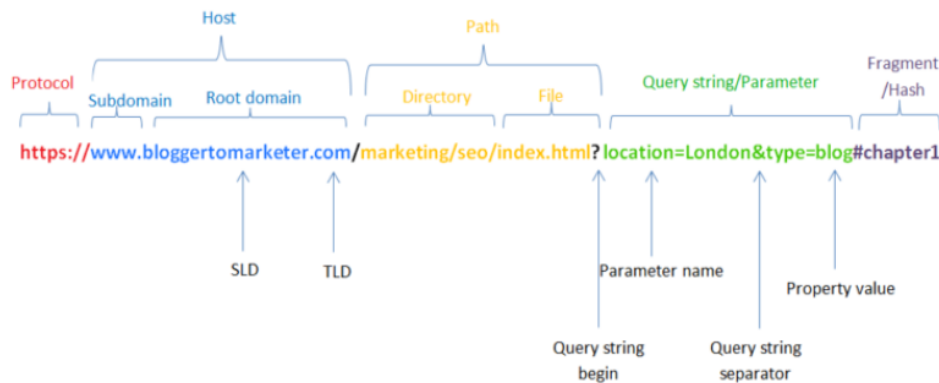 Host
Path
Protocol
Subdomain
Root domain
Directory
File
Query string/Parameter
Fragment
/Hash
https://www.bloggertomarketer.com/marketing/seo/index.html?location=London&type=blog#chapter1
SLD
TLD
Parameter name
Property value
Query string
begin
Query string
separator